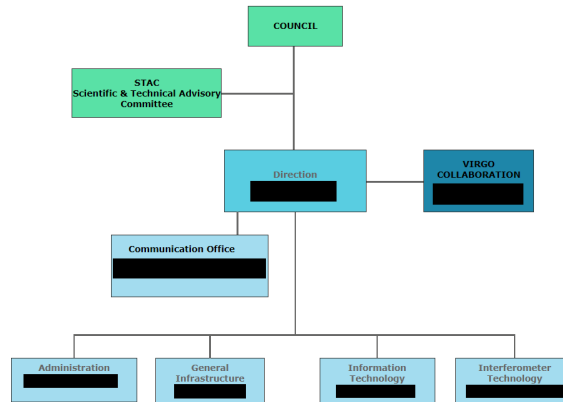 COUNCIL
STAC
Scientific & Technical Advisory
Committee
Direction
VIRGO
COLLABORATION
Communication Office
Administration
General
Infrastructure
Information
Technology
Interferometer
Technology